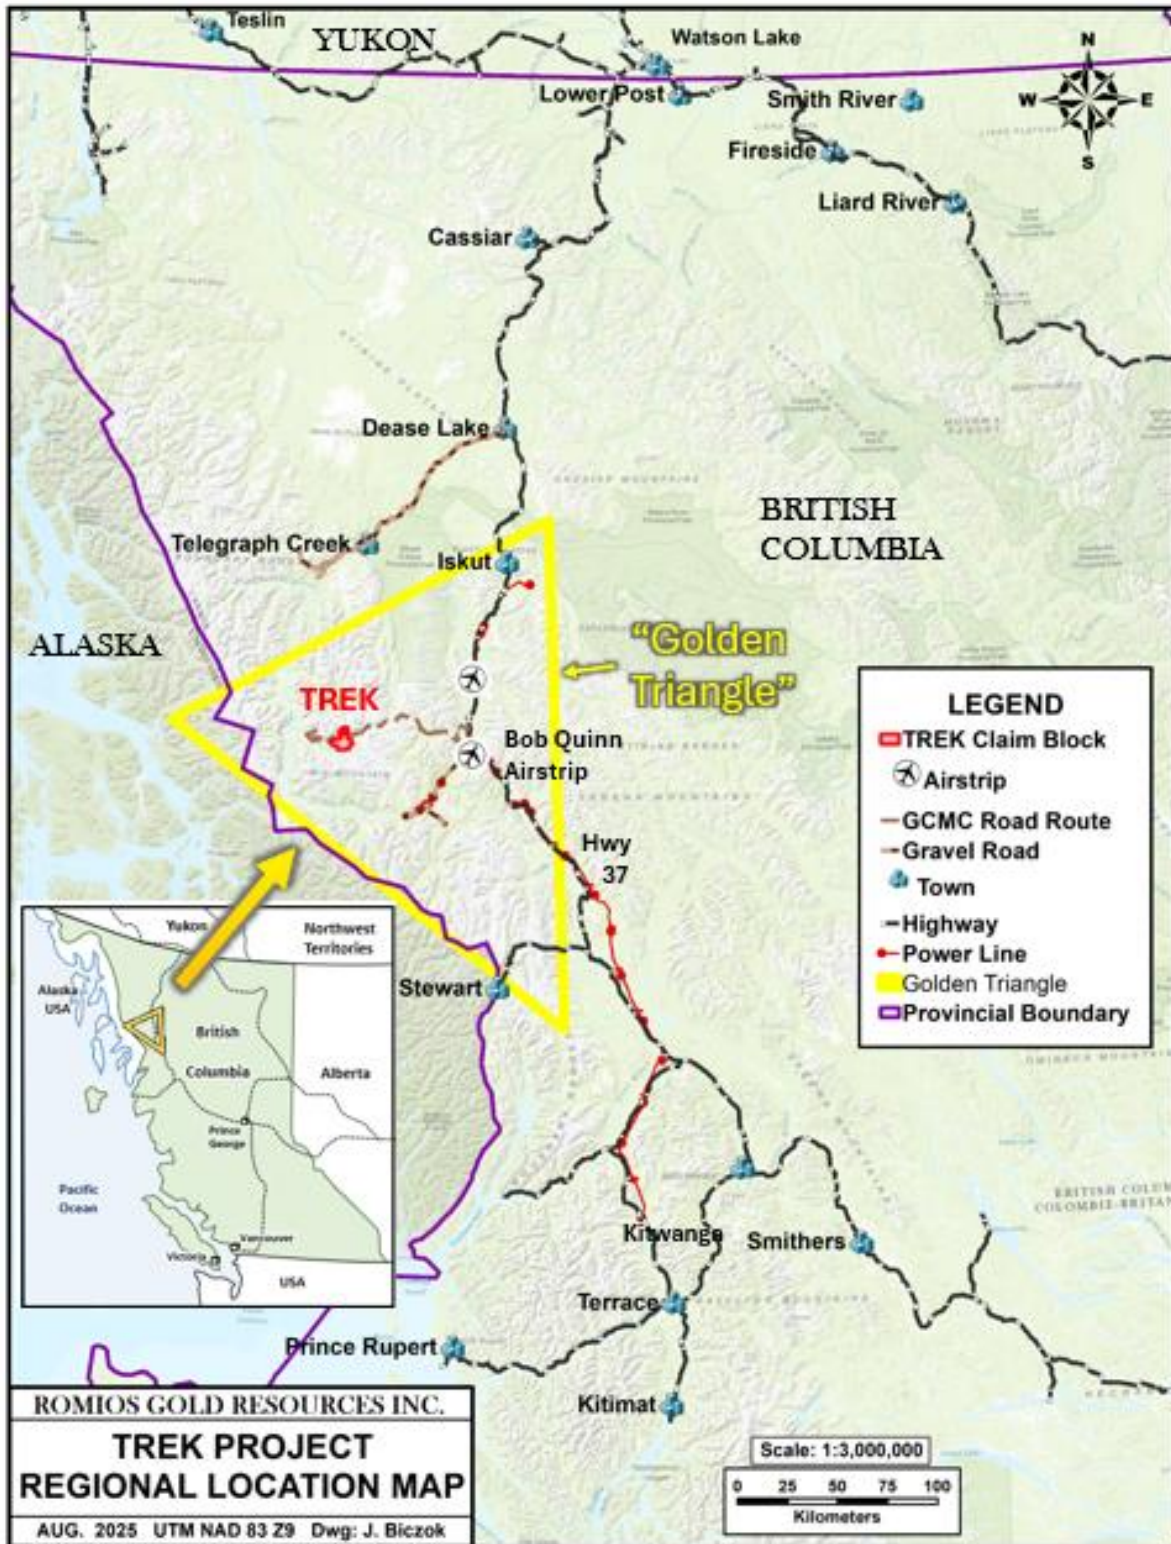 Teslin
YUKON
Watson Lake
Lower Post
Smith River
N
W
E
S
Fireside
Liard River
Cassiar
Dease Lake
BRITISH
COLUMBIA
Telegraph Creek
Iskut
ALASKA
"Golden
Triangle"
TREK
Bob Quinn
Airstrip
Hwy
37
LEGEND
TREK Claim Block
Airstrip
GCMC Road Route
Gravel Road
Town
Highway
Power Line
Golden Triangle
Provincial Boundary
Yukon
Northwest
Territories
Alaska
USA
British
Columbia
Alberta
Prince
George
Pacific
Ocean
Vancouver
Victoria
USA
Stewart
Kitwanga
Smithers
Terrace
Prince Rupert
Kitimat
ROMIOS GOLD RESOURCES INC.
TREK PROJECT
REGIONAL LOCATION MAP
AUG. 2025 UTM NAD 83 Z9 Dwg: J. Biczok
Scale: 1:3,000,000
0 25 50 75 100
Kilometers